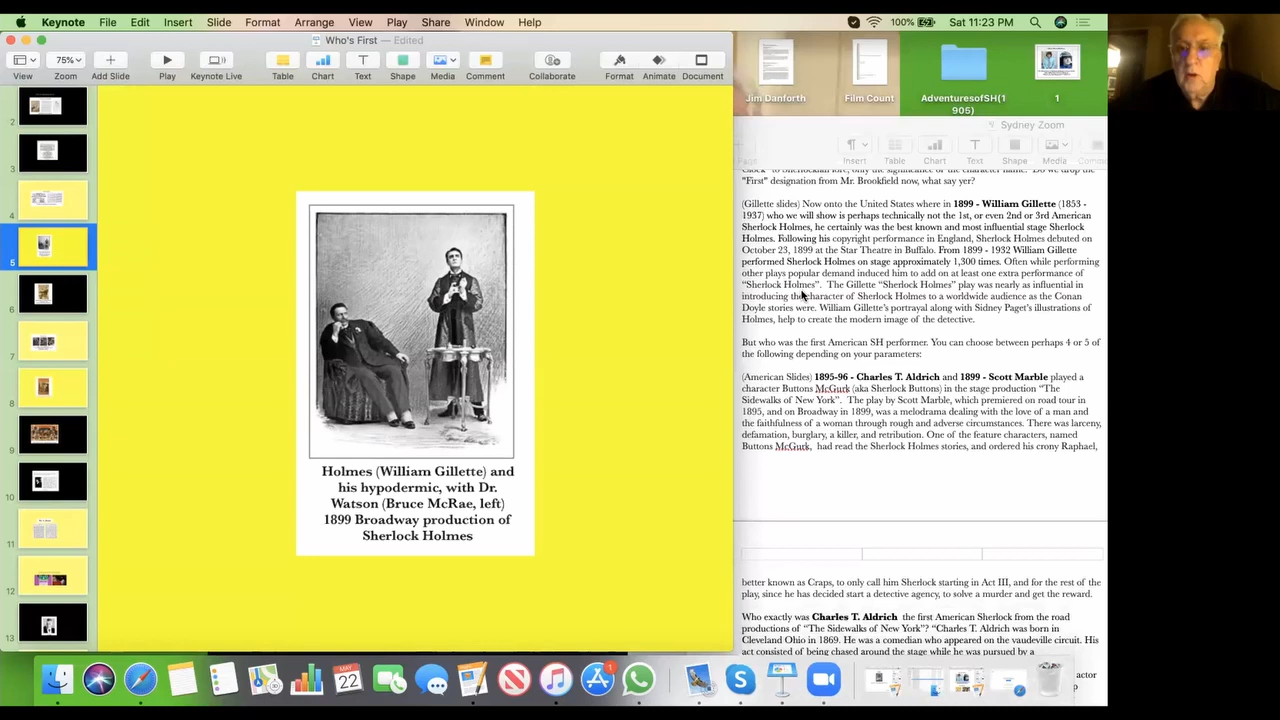 Keynote File Edit Insert Slide Format Arrange View Play Share Window Help 100% Sat 11:23 PM
Who's First — Edited
75%
View Zoom Add Slide Play Keynote Live Table Chart Text Shape Media Comment Collaborate Format Animate Document
Jim Danforth Film Count AdventuresofSH(1 905) 1
Sydney Zoom
Insert Table Chart Text Shape Media
2
3
4
5
6
7
8
9
10
11
12
13
Holmes (William Gillette) and
his hypodermic, with Dr.
Watson (Bruce McRae, left)
1899 Broadway production of
Sherlock Holmes
"First" designation from Mr. Brookfield now, what say yer?
(Gillette slides) Now onto the United States where in 1899 - William Gillette (1853 -
1937) who we will show is perhaps technically not the 1st, or even 2nd or 3rd American
Sherlock Holmes, he certainly was the best known and most influential stage Sherlock
Holmes. Following his copyright performance in England, Sherlock Holmes debuted on
October 23, 1899 at the Star Theatre in Buffalo. From 1899 - 1932 William Gillette
performed Sherlock Holmes on stage approximately 1,300 times. Often while performing
other plays popular demand induced him to add on at least one extra performance of
“Sherlock Holmes”. The Gillette “Sherlock Holmes” play was nearly as influential in
introducing the character of Sherlock Holmes to a worldwide audience as the Conan
Doyle stories were. William Gillette's portrayal along with Sidney Paget's illustrations of
Holmes, help to create the modern image of the detective.
But who was the first American SH performer. You can choose between perhaps 4 or 5 of
the following depending on your parameters:
(American Slides) 1895-96 - Charles T. Aldrich and 1899 - Scott Marble played a
character Buttons McGurk (aka Sherlock Buttons) in the stage production “The
Sidewalks of New York”. The play by Scott Marble, which premiered on road tour in
1895, and on Broadway in 1899, was a melodrama dealing with the love of a man and
the faithfulness of a woman through rough and adverse circumstances. There was larceny,
defamation, burglary, a killer, and retribution. One of the feature characters, named
Buttons McGurk, had read the Sherlock Holmes stories, and ordered his crony Raphael,
better known as Craps, to only call him Sherlock starting in Act III, and for the rest of the
play, since he has decided start a detective agency, to solve a murder and get the reward.
Who exactly was Charles T. Aldrich the first American Sherlock from the road
productions of “The Sidewalks of New York”? “Charles T. Aldrich was born in
Cleveland Ohio in 1869. He was a comedian who appeared on the vaudeville circuit. His
act consisted of being chased around the stage while he was pursued by a
actor
MAY
22
1